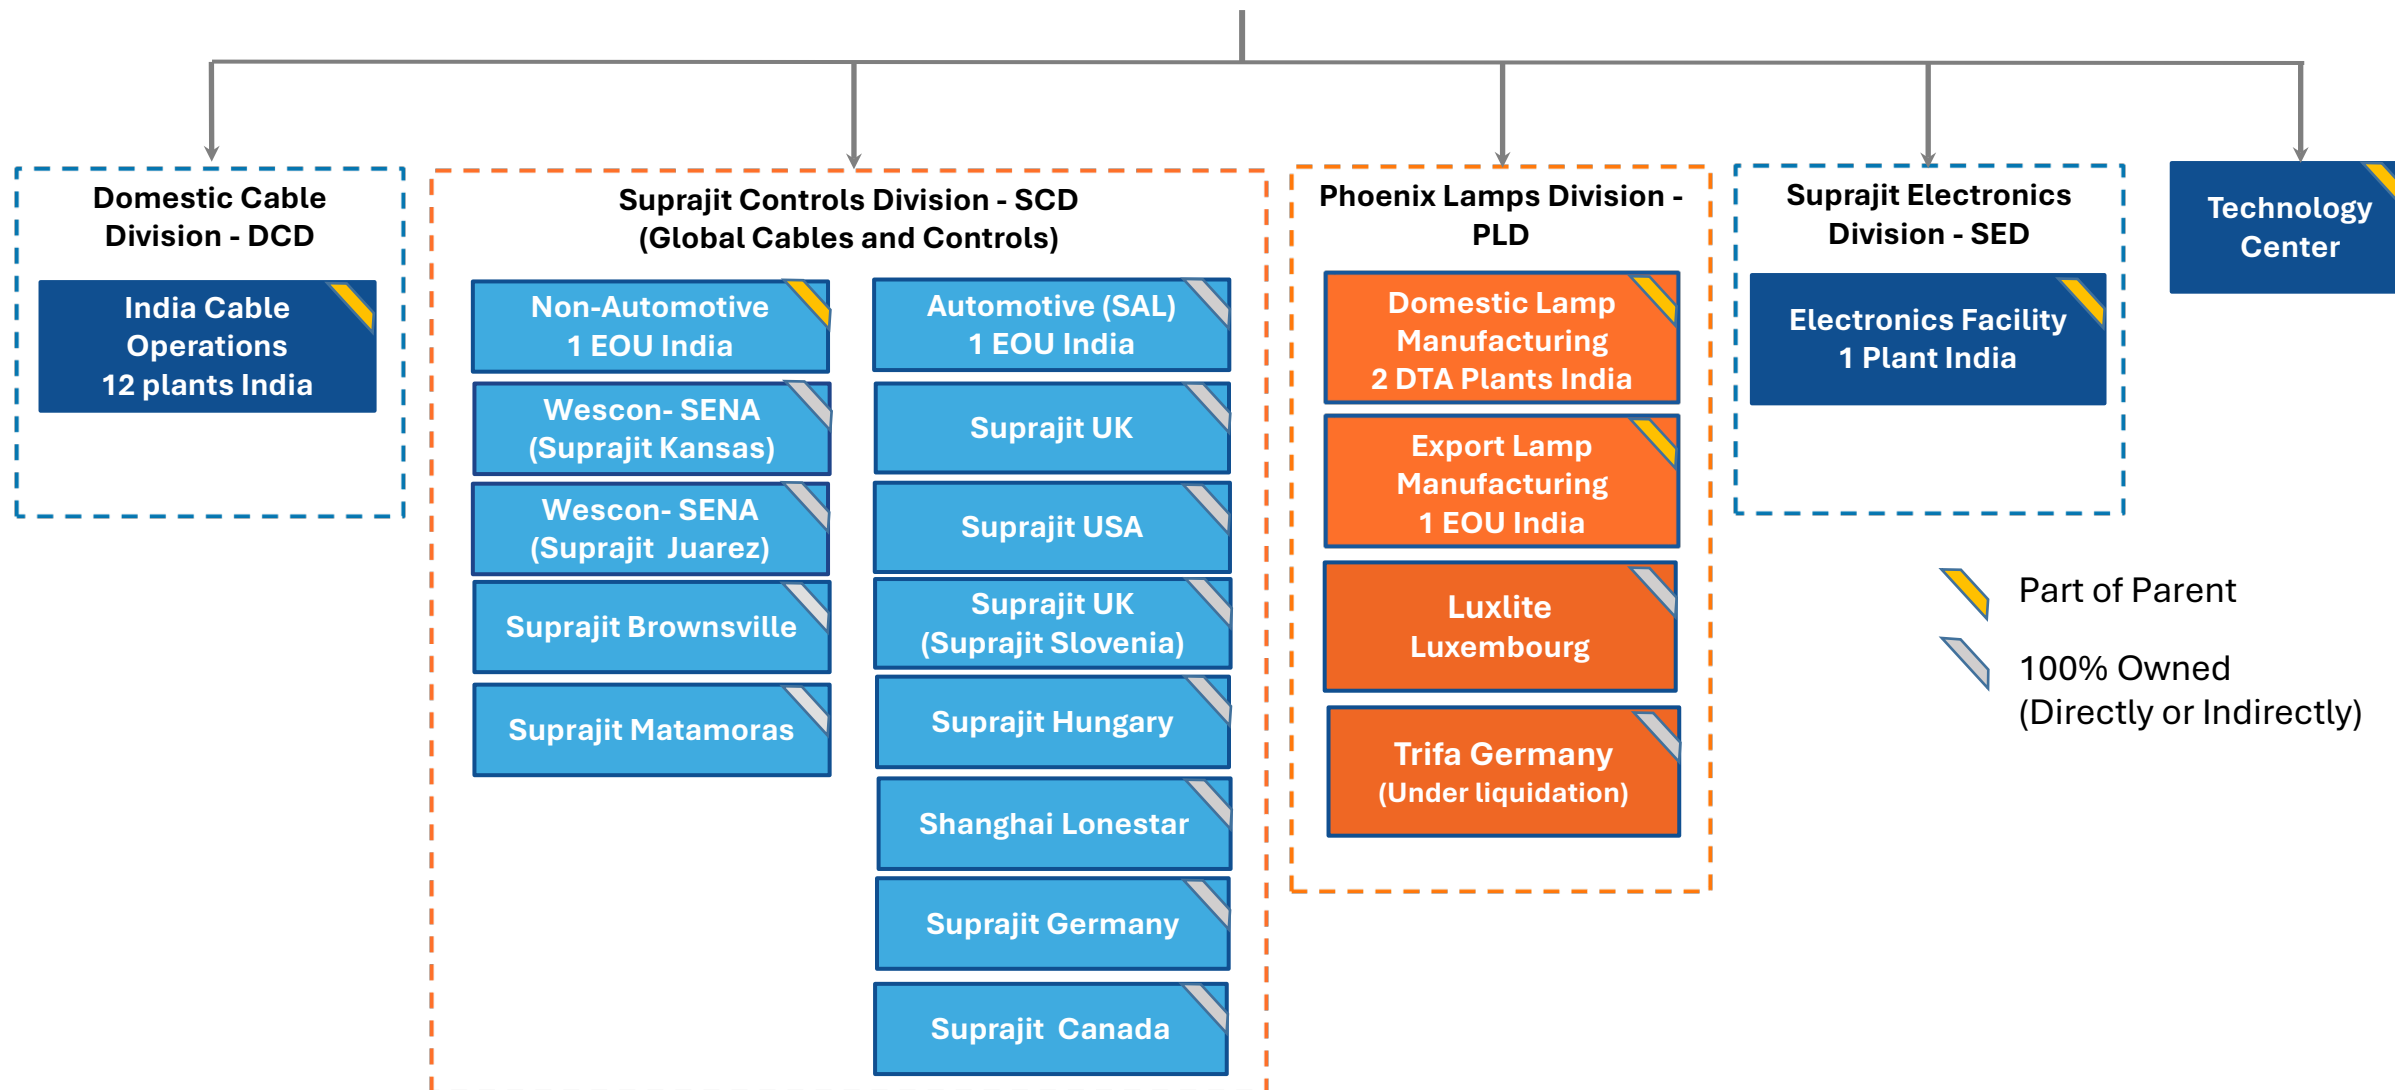 Domestic Cable
Division - DCD
India Cable
Operations
12 plants India
Suprajit Controls Division - SCD
(Global Cables and Controls)
Non-Automotive
1 EOU India
Wescon- SENA
(Suprajit Kansas)
Wescon- SENA
(Suprajit  Juarez)
Suprajit Brownsville
Suprajit Matamoras
Automotive (SAL)
1 EOU India
Suprajit UK
Suprajit USA
Suprajit UK
(Suprajit Slovenia)
Suprajit Hungary
Shanghai Lonestar
Suprajit Germany
Suprajit  Canada
Phoenix Lamps Division -
PLD
Domestic Lamp
Manufacturing
2 DTA Plants India
Export Lamp
Manufacturing
1 EOU India
Luxlite
Luxembourg
Trifa Germany
(Under liquidation)
Suprajit Electronics
Division - SED
Electronics Facility
1 Plant India
Technology
Center
Part of Parent
100% Owned
(Directly or Indirectly)